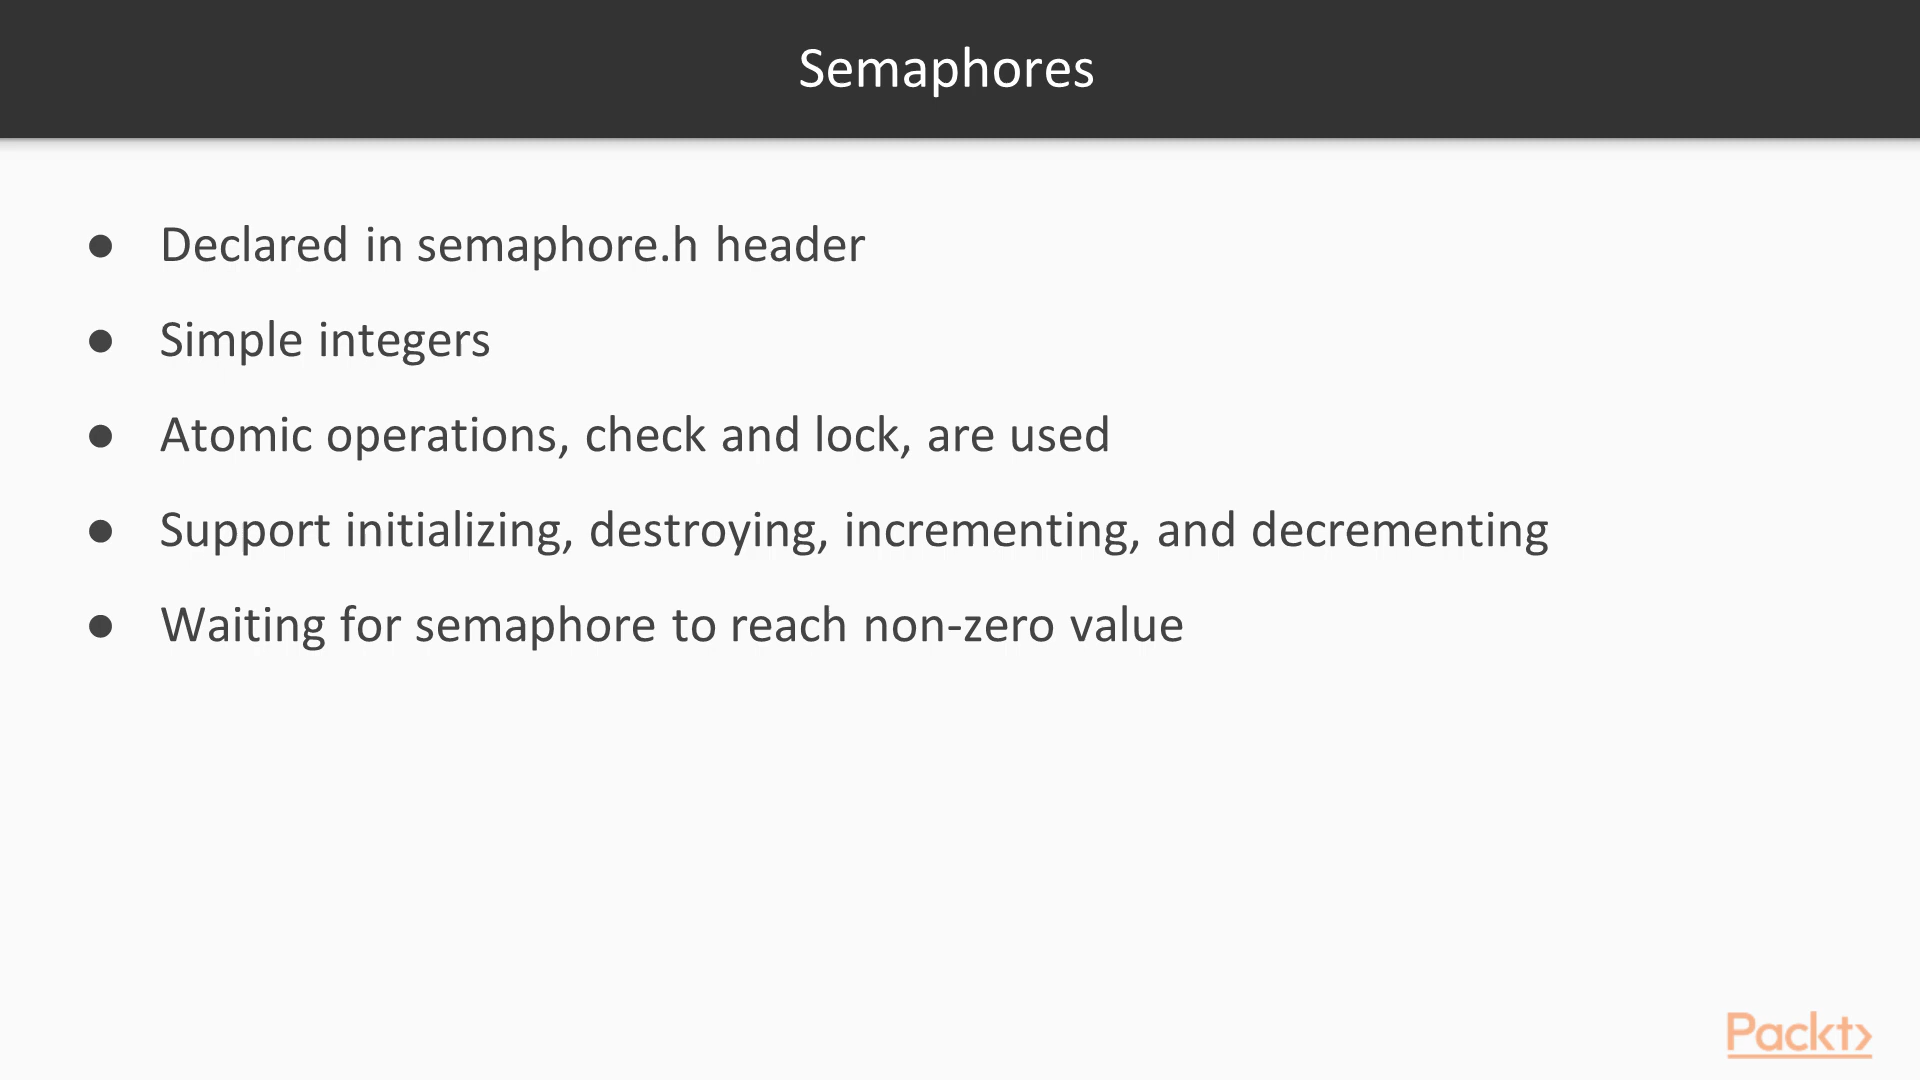 Semaphores
● Declared in semaphore.h header
● Simple integers
● Atomic operations, check and lock, are used
● Support initializing, destroying, incrementing, and decrementing
● Waiting for semaphore to reach non-zero value
Packt>